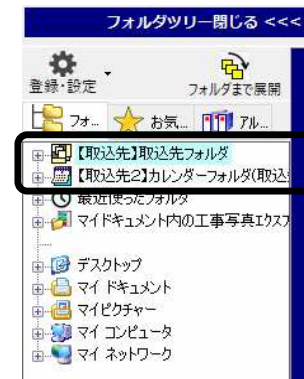 フォルダツリー閉じる <<<
登録・設定
フォルダまで展開
フォ... お気... アル...
【取込先】取込先フォルダ
【取込先2】カレンダーフォルダ(取込
最近使ったフォルダ
マイドキュメント内の工事写真エクスプ
デスクトップ
マイ ドキュメント
マイピクチャー
マイ コンピュータ
マイ ネットワーク